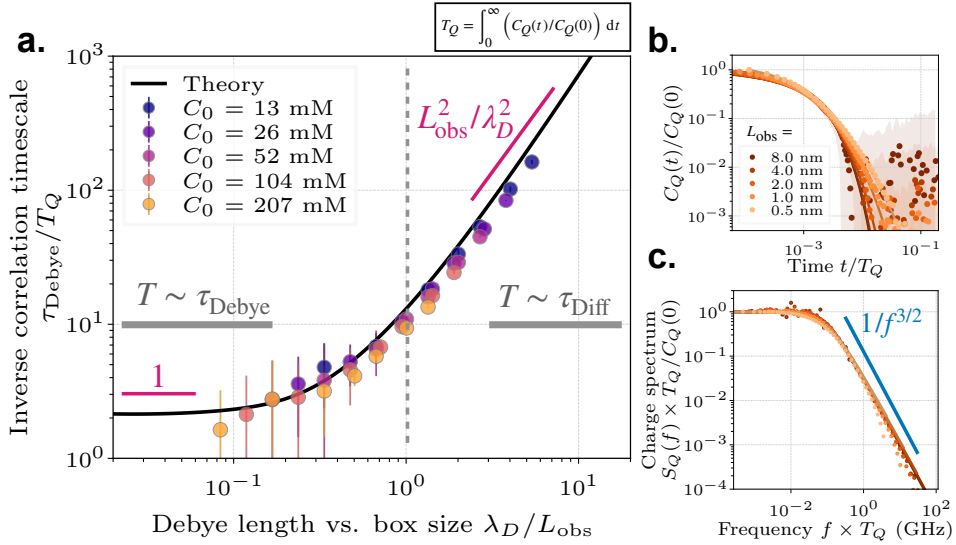 a.
T_Q = ∫_0^∞ (C_Q(t)/C_Q(0)) dt
Inverse correlation timescale
τ_Debye/T_Q
10^3
10^2
10^1
10^0
Theory
C_0 = 13 mM
C_0 = 26 mM
C_0 = 52 mM
C_0 = 104 mM
C_0 = 207 mM
L_obs^2/λ_D^2
T ∼ τ_Debye
T ∼ τ_Diff
1
10^−1
10^0
10^1
Debye length vs. box size λ_D/L_obs
b.
C_Q(t)/C_Q(0)
10^0
10^−1
10^−2
10^−3
L_obs =
8.0 nm
4.0 nm
2.0 nm
1.0 nm
0.5 nm
10^−3
10^−1
Time t/T_Q
c.
Charge spectrum
S_Q(f) × T_Q/C_Q(0)
10^0
10^−1
10^−2
10^−3
10^−4
1/f^{3/2}
10^−2
10^0
10^2
Frequency f × T_Q (GHz)